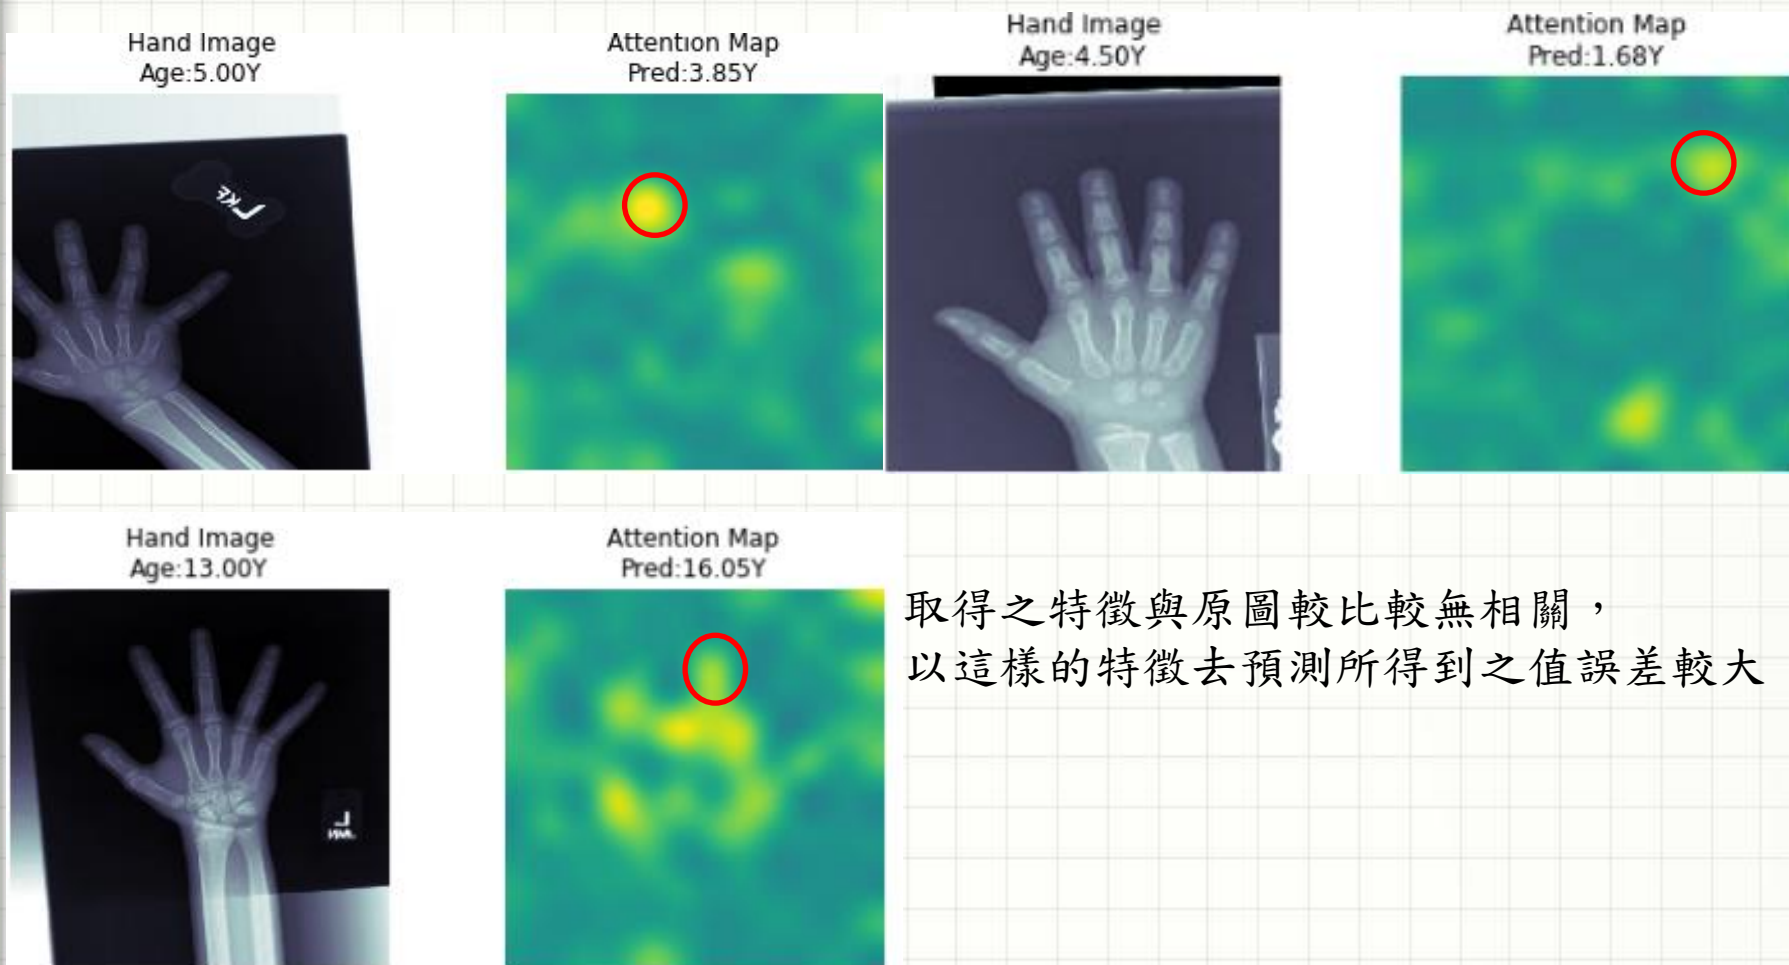 Hand Image
Age:5.00Y
Attention Map
Pred:3.85Y
Hand Image
Age:4.50Y
Attention Map
Pred:1.68Y
Hand Image
Age:13.00Y
Attention Map
Pred:16.05Y
取得之特徵與原圖較比較無相關，
以這樣的特徵去預測所得到之值誤差較大
L